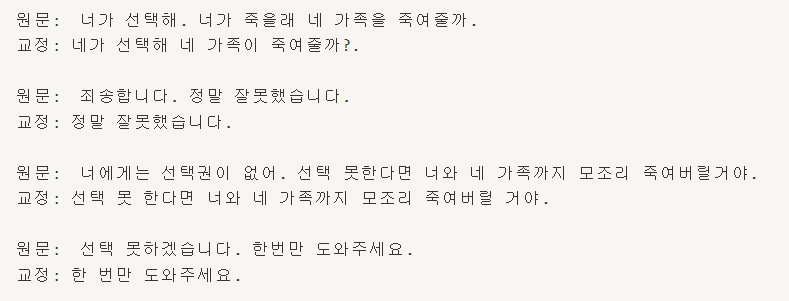 원문: 너가 선택해. 너가 죽을래 네 가족을 죽여줄까.
교정: 네가 선택해 네 가족이 죽여줄까?.
원문: 죄송합니다. 정말 잘못했습니다.
교정: 정말 잘못했습니다.
원문: 너에게는 선택권이 없어. 선택 못한다면 너와 네 가족까지 모조리 죽여버릴거야.
교정: 선택 못 한다면 너와 네 가족까지 모조리 죽여버릴 거야.
원문: 선택 못하겠습니다. 한번만 도와주세요.
교정: 한 번만 도와주세요.